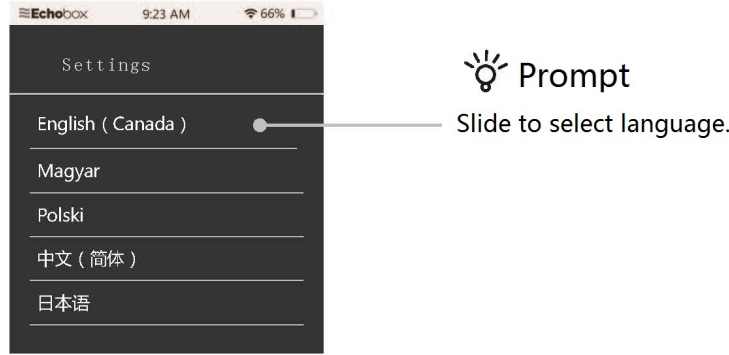 Echobox 9:23 AM 66%
Settings
English ( Canada )
Magyar
Polski
中文 ( 简体 )
日本语
Prompt
Slide to select language.